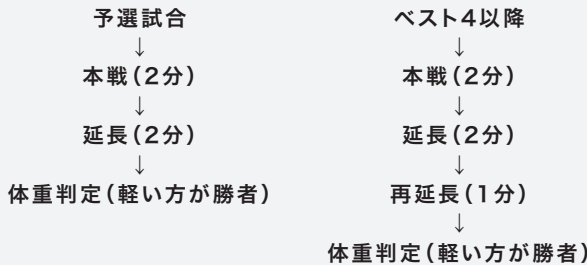 予選試合
↓
本戦（2分）
↓
延長（2分）
↓
体重判定（軽い方が勝者）
ベスト4以降
↓
本戦（2分）
↓
延長（2分）
↓
再延長（1分）
↓
体重判定（軽い方が勝者）